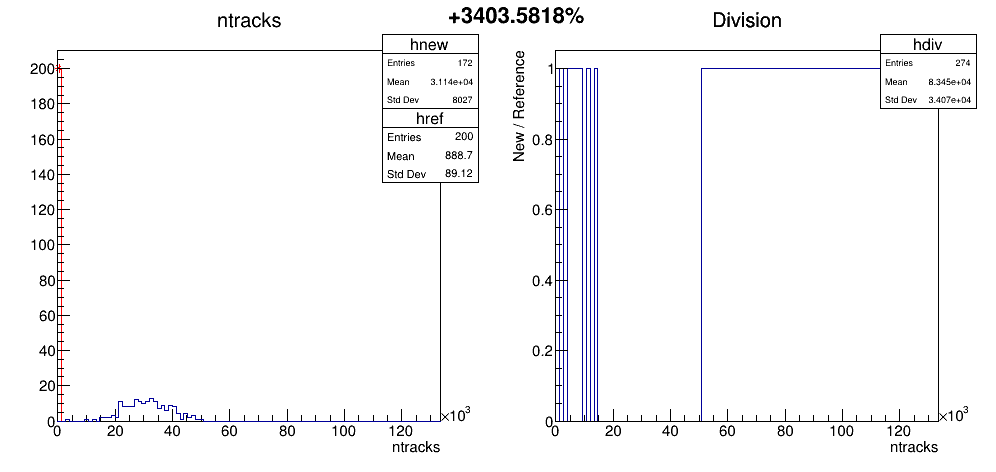 +3403.5818%
ntracks
hnew
Entries 172
Mean 3.114e+04
Std Dev 8027
href
Entries 200
Mean 888.7
Std Dev 89.12
200
180
160
140
120
100
80
60
40
20
0
0 20 40 60 80 100 120
×10³
ntracks
Division
hdiv
Entries 274
Mean 8.345e+04
Std Dev 3.407e+04
New / Reference
1
0.8
0.6
0.4
0.2
0
0 20 40 60 80 100 120
×10³
ntracks